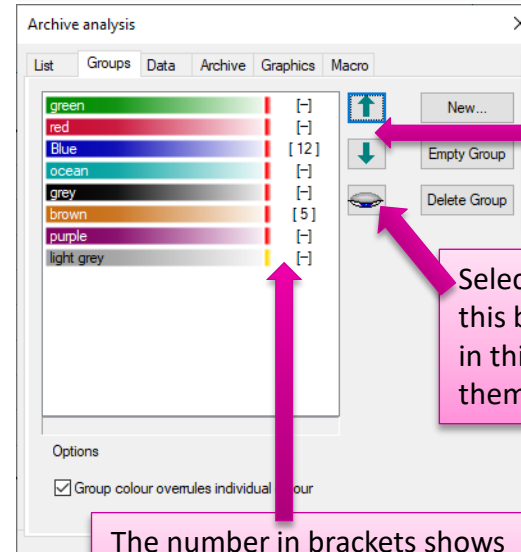 Archive analysis
List Groups Data Archive Graphics Macro
green [--]
red [--]
Blue [ 12 ]
ocean [--]
grey [--]
brown [ 5 ]
purple [--]
light grey [--]
New...
Empty Group
Delete Group
Selec
this b
in thi
them
Options
Group colour overrules individual our
The number in brackets shows